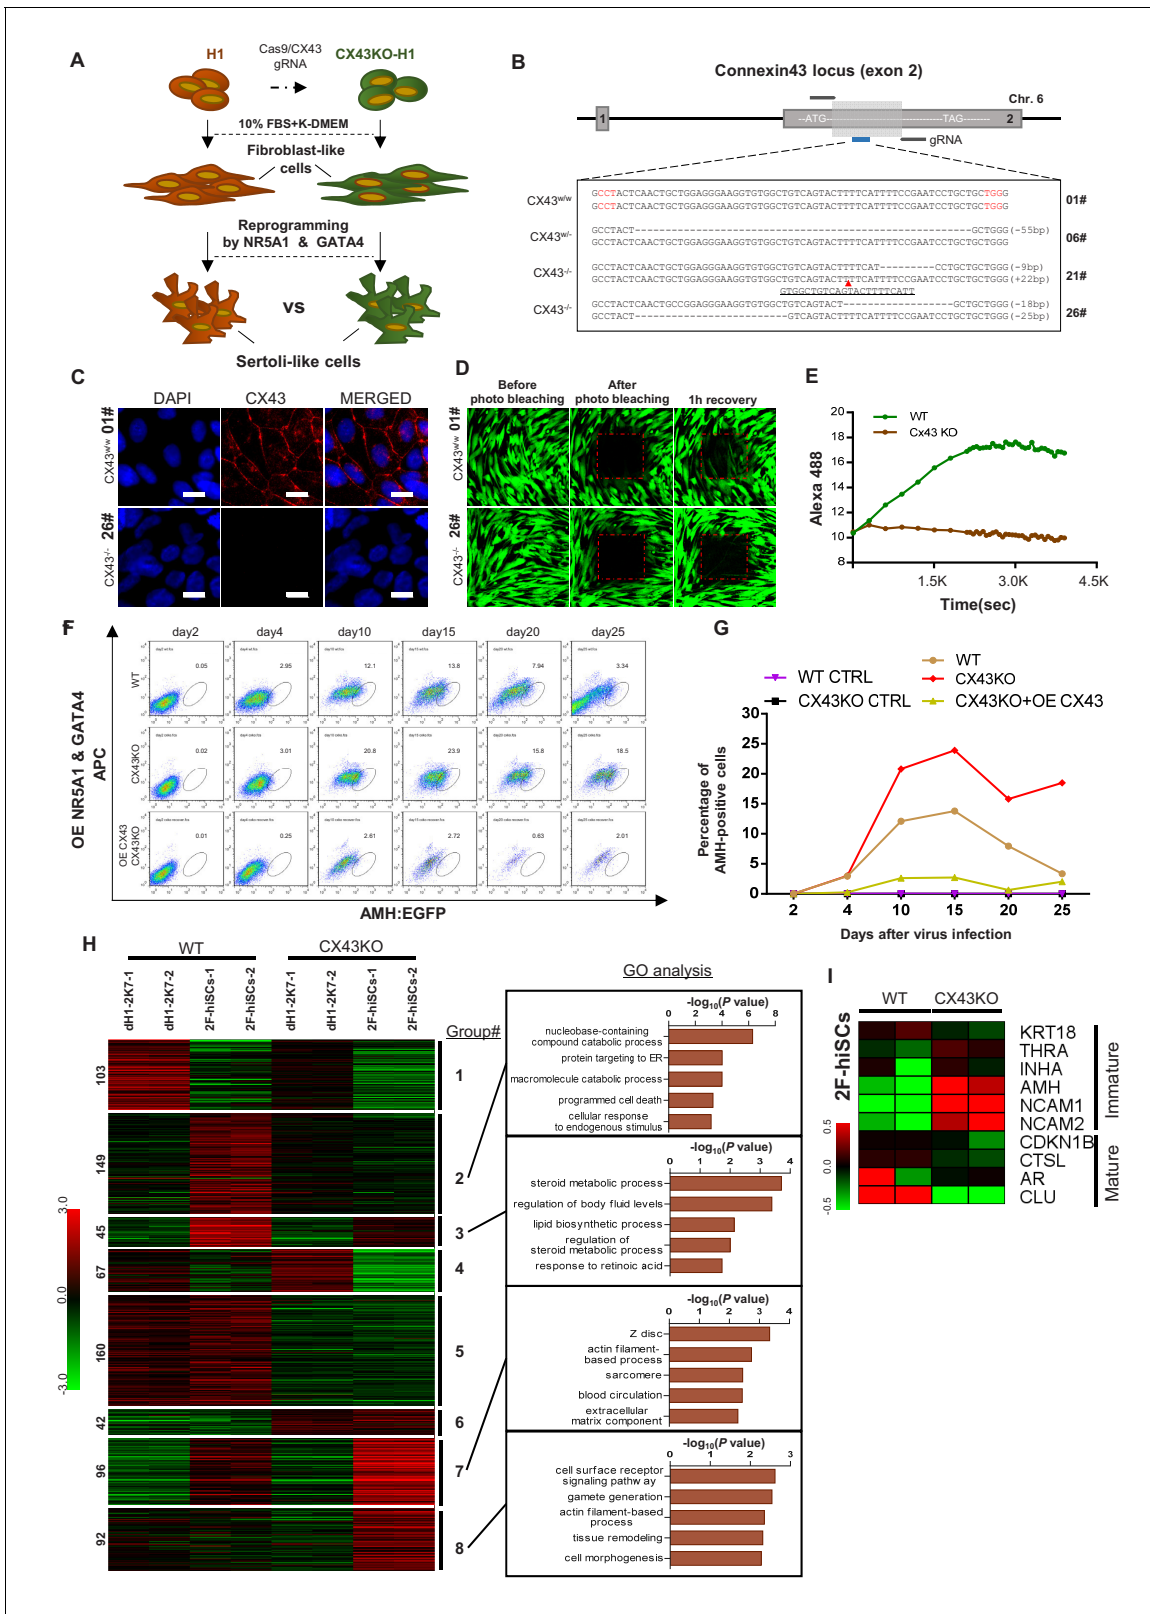 A
H1
Cas9/CX43
gRNA
CX43KO-H1
10% FBS+K-DMEM
Fibroblast-like
cells
Reprogramming
by NR5A1 & GATA4
VS
Sertoli-like cells
B
Connexin43 locus (exon 2)
Chr. 6
1
--ATG
TAG
2
gRNA
CX43w/w
GCCTACTCAACTGCTGGAGGGAAGGTGTGGCTGTCAGTACTTTTCATTTTCCGAATCCTGCTGCTGGG
GCCTACTCAACTGCTGGAGGGAAGGTGTGGCTGTCAGTACTTTTCATTTTCCGAATCCTGCTGCTGGG
01#
CX43w/-
GCCTACT
GCTGGG(-55bp)
GCCTACTCAACTGCTGGAGGGAAGGTGTGGCTGTCAGTACTTTTCATTTTCCGAATCCTGCTGCTGGG
06#
CX43-/-
GCCTACTCAACTGCTGGAGGGAAGGTGTGGCTGTCAGTACTTTTCAT---------CCTGCTGCTGGG(-9bp)
GCCTACTCAACTGCTGGAGGGAAGGTGTGGCTGTCAGTACTTTTCATTTTCCGAATCCTGCTGCTGGG(+22bp)
GTGGCTGTCAGTACTTTTCATT
21#
CX43-/-
GCCTACTCAACTGCCGGAGGGAAGGTGTGGCTGTCAGTACT------------------GCTGCTGGG(-18bp)
GCCTACT-------------------------GTCAGTACTTTTCATTTTCCGAATCCTGCTGCTGGG(-25bp)
26#
C
DAPI
CX43
MERGED
CX43w/w 01#
CX43-/- 26#
D
Before
photo bleaching
After
photo bleaching
1h recovery
CX43w/w 01#
CX43-/- 26#
E
WT
Cx43 KO
Alexa 488
20
18
16
14
12
10
8
1.5K
3.0K
4.5K
Time(sec)
F
day2
day4
day10
day15
day20
day25
OE NR5A1 & GATA4
APC
WT
0.05
2.95
12.1
13.8
7.94
3.34
CX43KO
0.02
3.01
20.8
23.9
15.8
18.5
OE CX43
CX43KO
0.01
0.25
2.61
2.72
0.63
2.01
AMH:EGFP
G
WT
WT CTRL
CX43KO
CX43KO CTRL
CX43KO+OE CX43
Percentage of
AMH-positive cells
30
25
20
15
10
5
0
2
4
10
15
20
25
Days after virus infection
H
WT
CX43KO
dH1-2K7-1
dH1-2K7-2
2F-hiSCs-1
2F-hiSCs-2
dH1-2K7-1
dH1-2K7-2
2F-hiSCs-1
2F-hiSCs-2
Group#
103
149
45
67
160
42
96
92
3.0
0.0
-3.0
1
2
3
4
5
6
7
8
GO analysis
-log10(P value)
0 2 4 6 8
nucleobase-containing
compound catabolic process
protein targeting to ER
macromolecule catabolic process
programmed cell death
cellular response
to endogenous stimulus
-log10(P value)
0 1 2 3 4
steroid metabolic process
regulation of body fluid levels
lipid biosynthetic process
regulation of
steroid metabolic process
response to retinoic acid
-log10(P value)
0 1 2 3 4
Z disc
actin filament-
based process
sarcomere
blood circulation
extracellular
matrix component
-log10(P value)
0 1 2 3
cell surface receptor
signaling pathway
gamete generation
actin filament-based
process
tissue remodeling
cell morphogenesis
I
WT
CX43KO
2F-hiSCs
0.5
0.0
-0.5
KRT18
THRA
INHA
AMH
NCAM1
NCAM2
CDKN1B
CTSL
AR
CLU
Immature
Mature